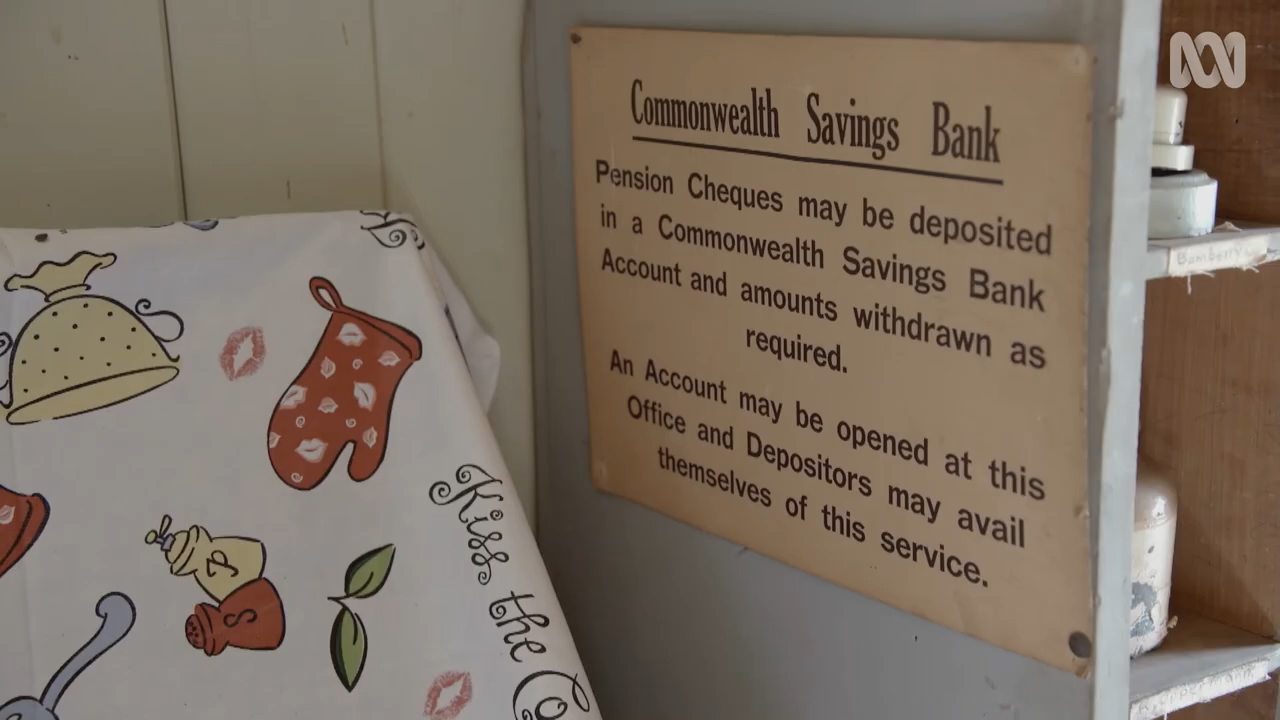 Commonwealth Savings Bank
Pension Cheques may be deposited
in a Commonwealth Savings Bank
Account and amounts withdrawn as
required.
An Account may be opened at this
Office and Depositors may avail
themselves of this service.
Kiss the Co
P
S